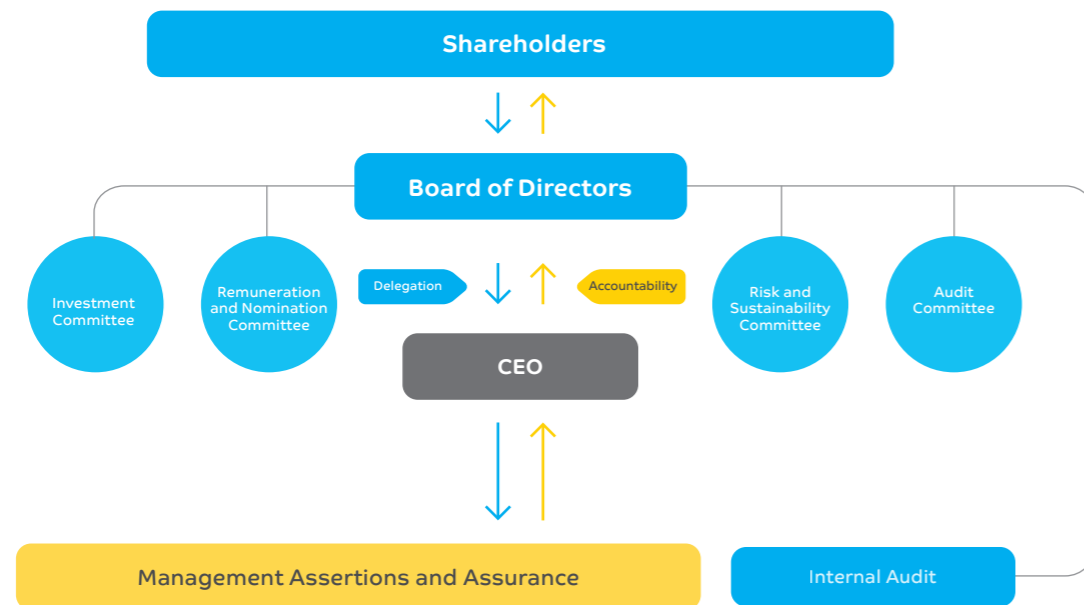 Shareholders
Board of Directors
Investment
Committee
Remuneration
and Nomination
Committee
Delegation
Accountability
Risk and
Sustainability
Committee
Audit
Committee
CEO
Management Assertions and Assurance
Internal Audit